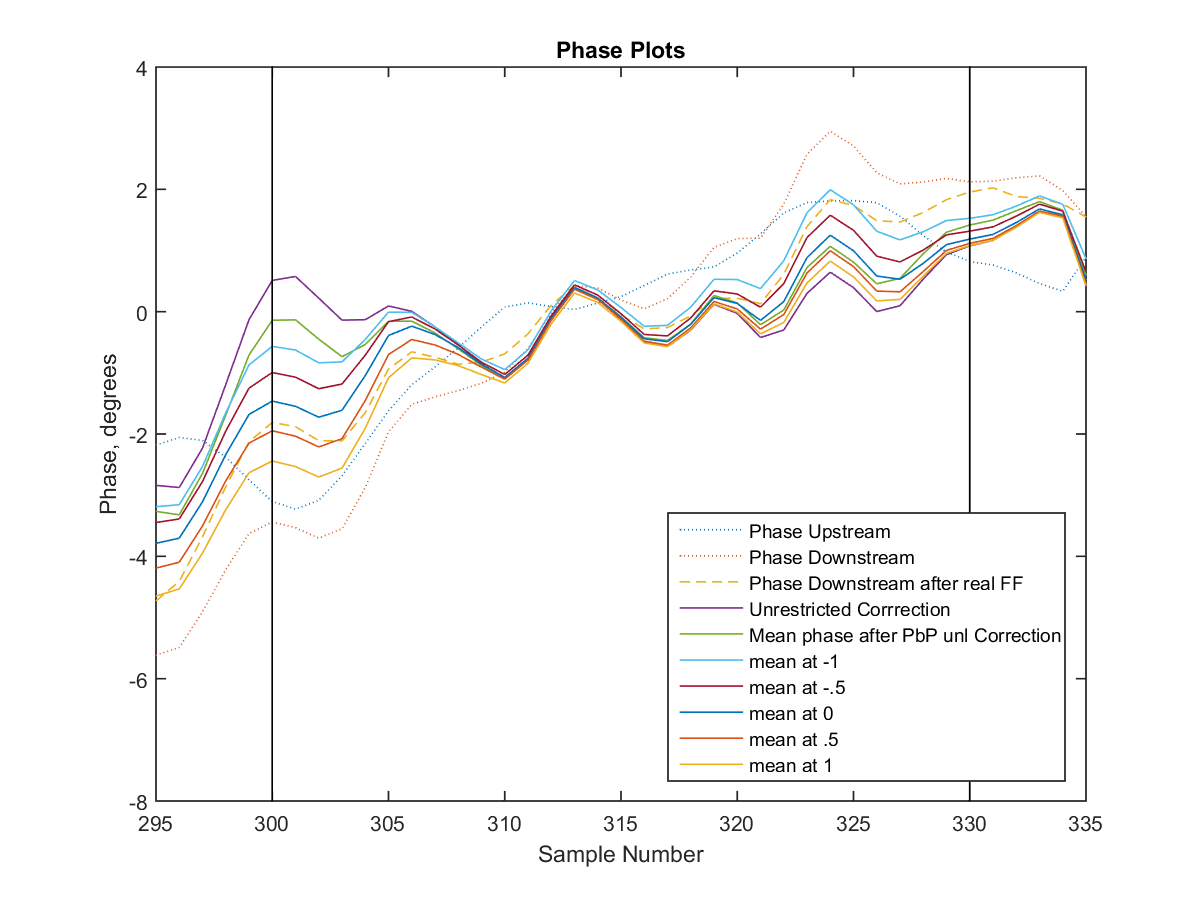 Phase Plots
Phase, degrees
4
2
0
-2
-4
-6
-8
295
300
305
310
315
320
325
330
335
Sample Number
Phase Upstream
Phase Downstream
Phase Downstream after real FF
Unrestricted Corrrection
Mean phase after PbP unl Correction
mean at -1
mean at -.5
mean at 0
mean at .5
mean at 1